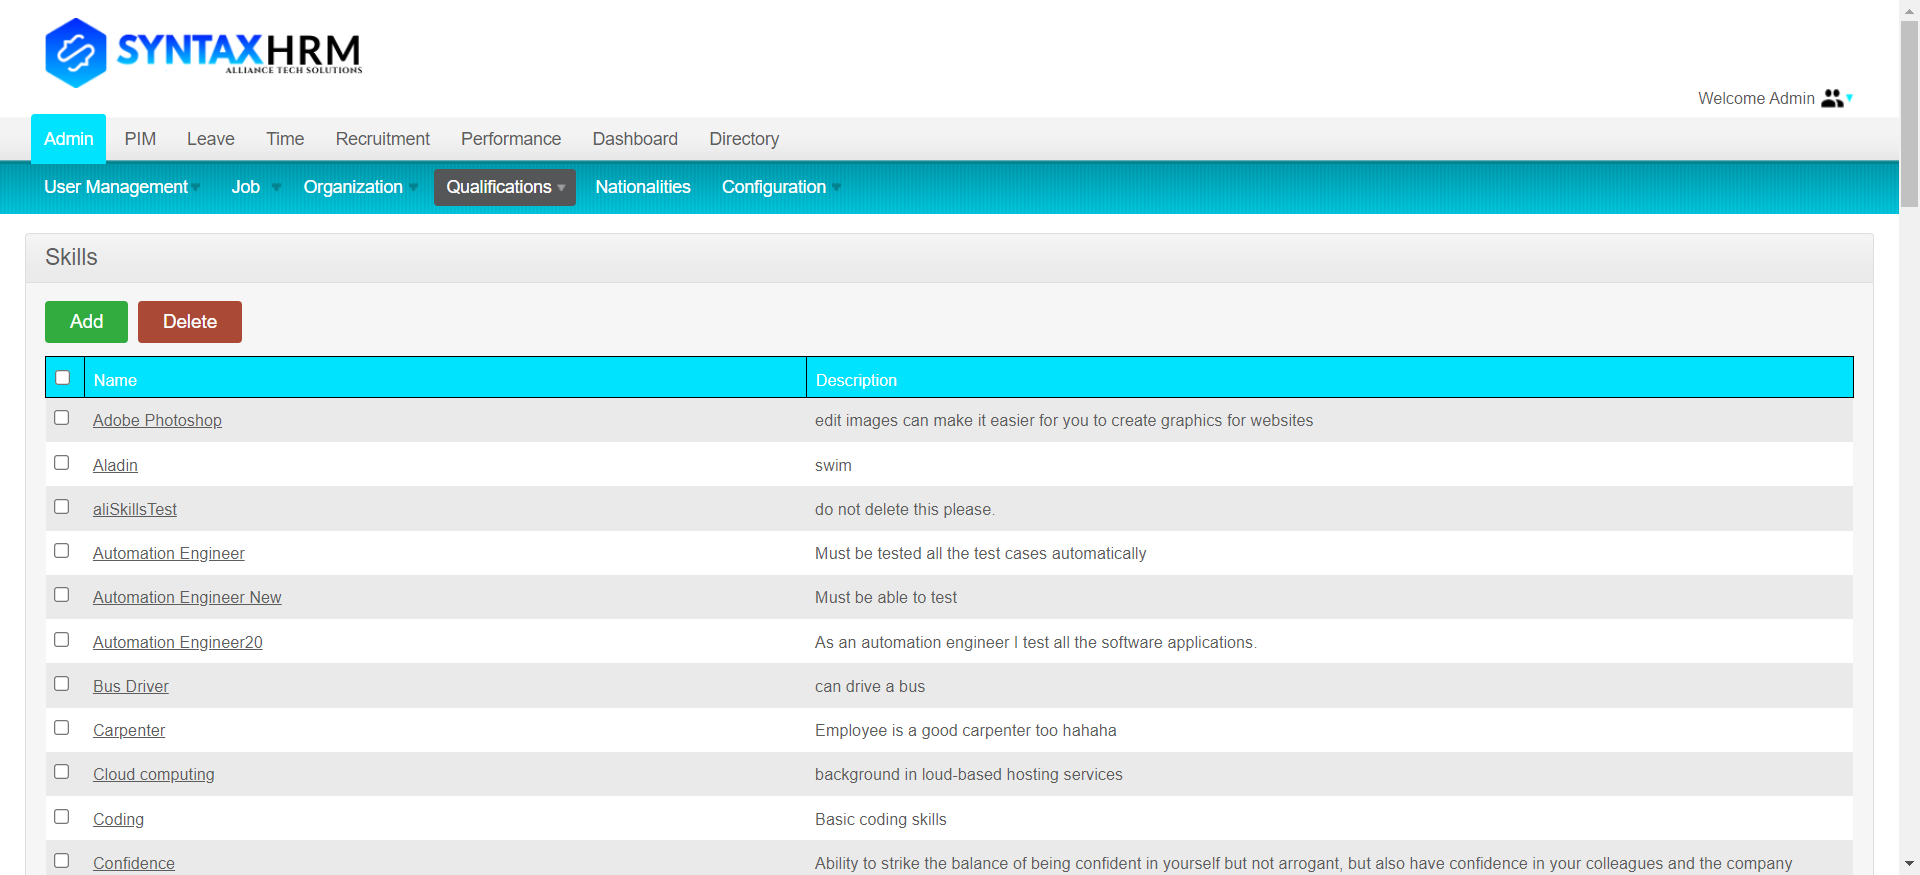 SYNTAXHRM
ALLIANCE TECH SOLUTIONS
Welcome Admin
Admin PIM Leave Time Recruitment Performance Dashboard Directory
User Management Job Organization Qualifications Nationalities Configuration
Skills
Add Delete
Name Description
Adobe Photoshop edit images can make it easier for you to create graphics for websites
Aladin swim
aliSkillsTest do not delete this please.
Automation Engineer Must be tested all the test cases automatically
Automation Engineer New Must be able to test
Automation Engineer20 As an automation engineer I test all the software applications.
Bus Driver can drive a bus
Carpenter Employee is a good carpenter too hahaha
Cloud computing background in loud-based hosting services
Coding Basic coding skills
Confidence Ability to strike the balance of being confident in yourself but not arrogant, but also have confidence in your colleagues and the company